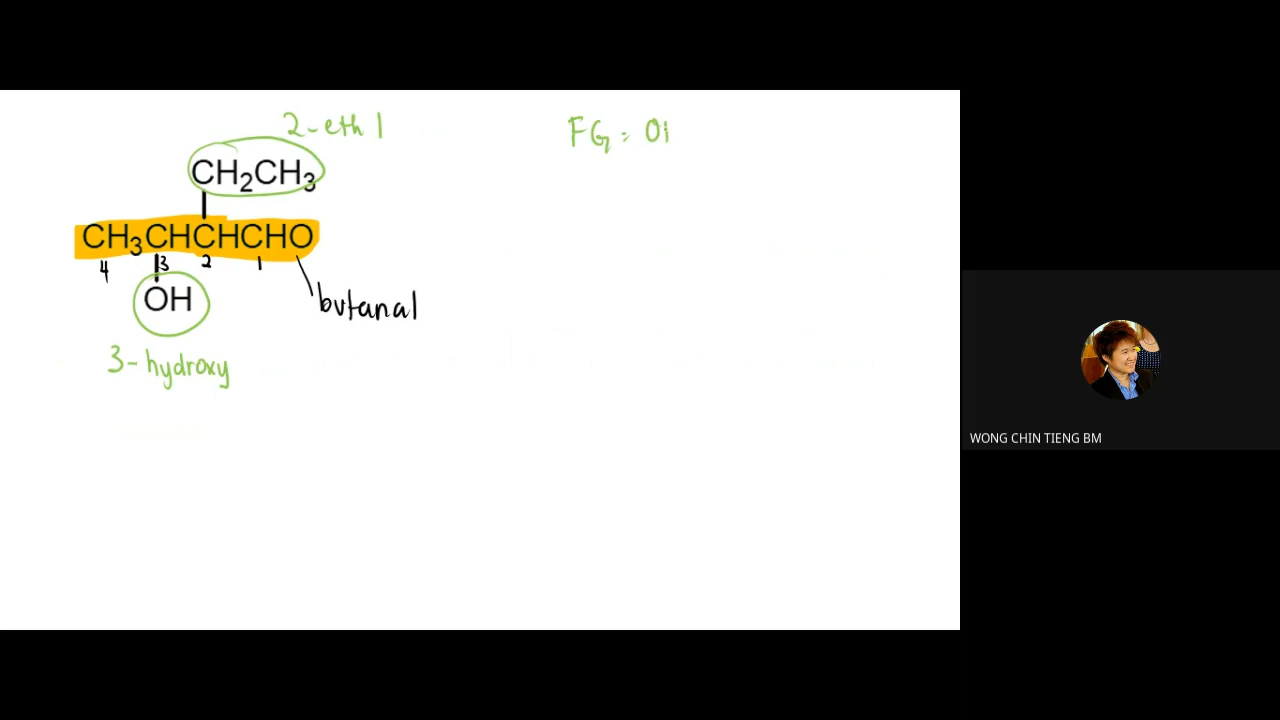 2-eth l
FG = OH
CH₂CH₃
CH₃CHCHCHO
4 3 2 1
OH
butanal
3-hydroxy
WONG CHIN TIENG BM